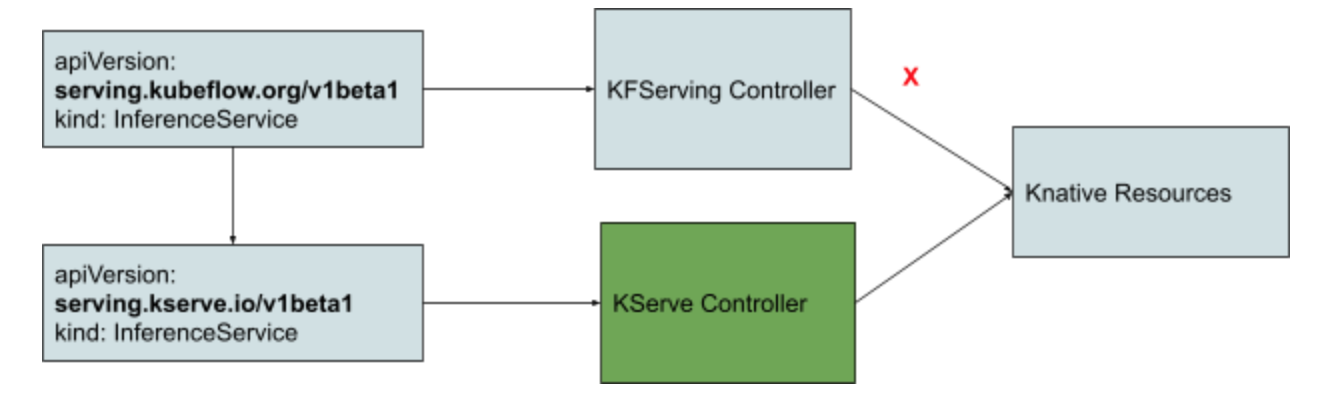 apiVersion:
serving.kubeflow.org/v1beta1
kind: InferenceService
KFServing Controller
X
Knative Resources
apiVersion:
serving.kserve.io/v1beta1
kind: InferenceService
KServe Controller